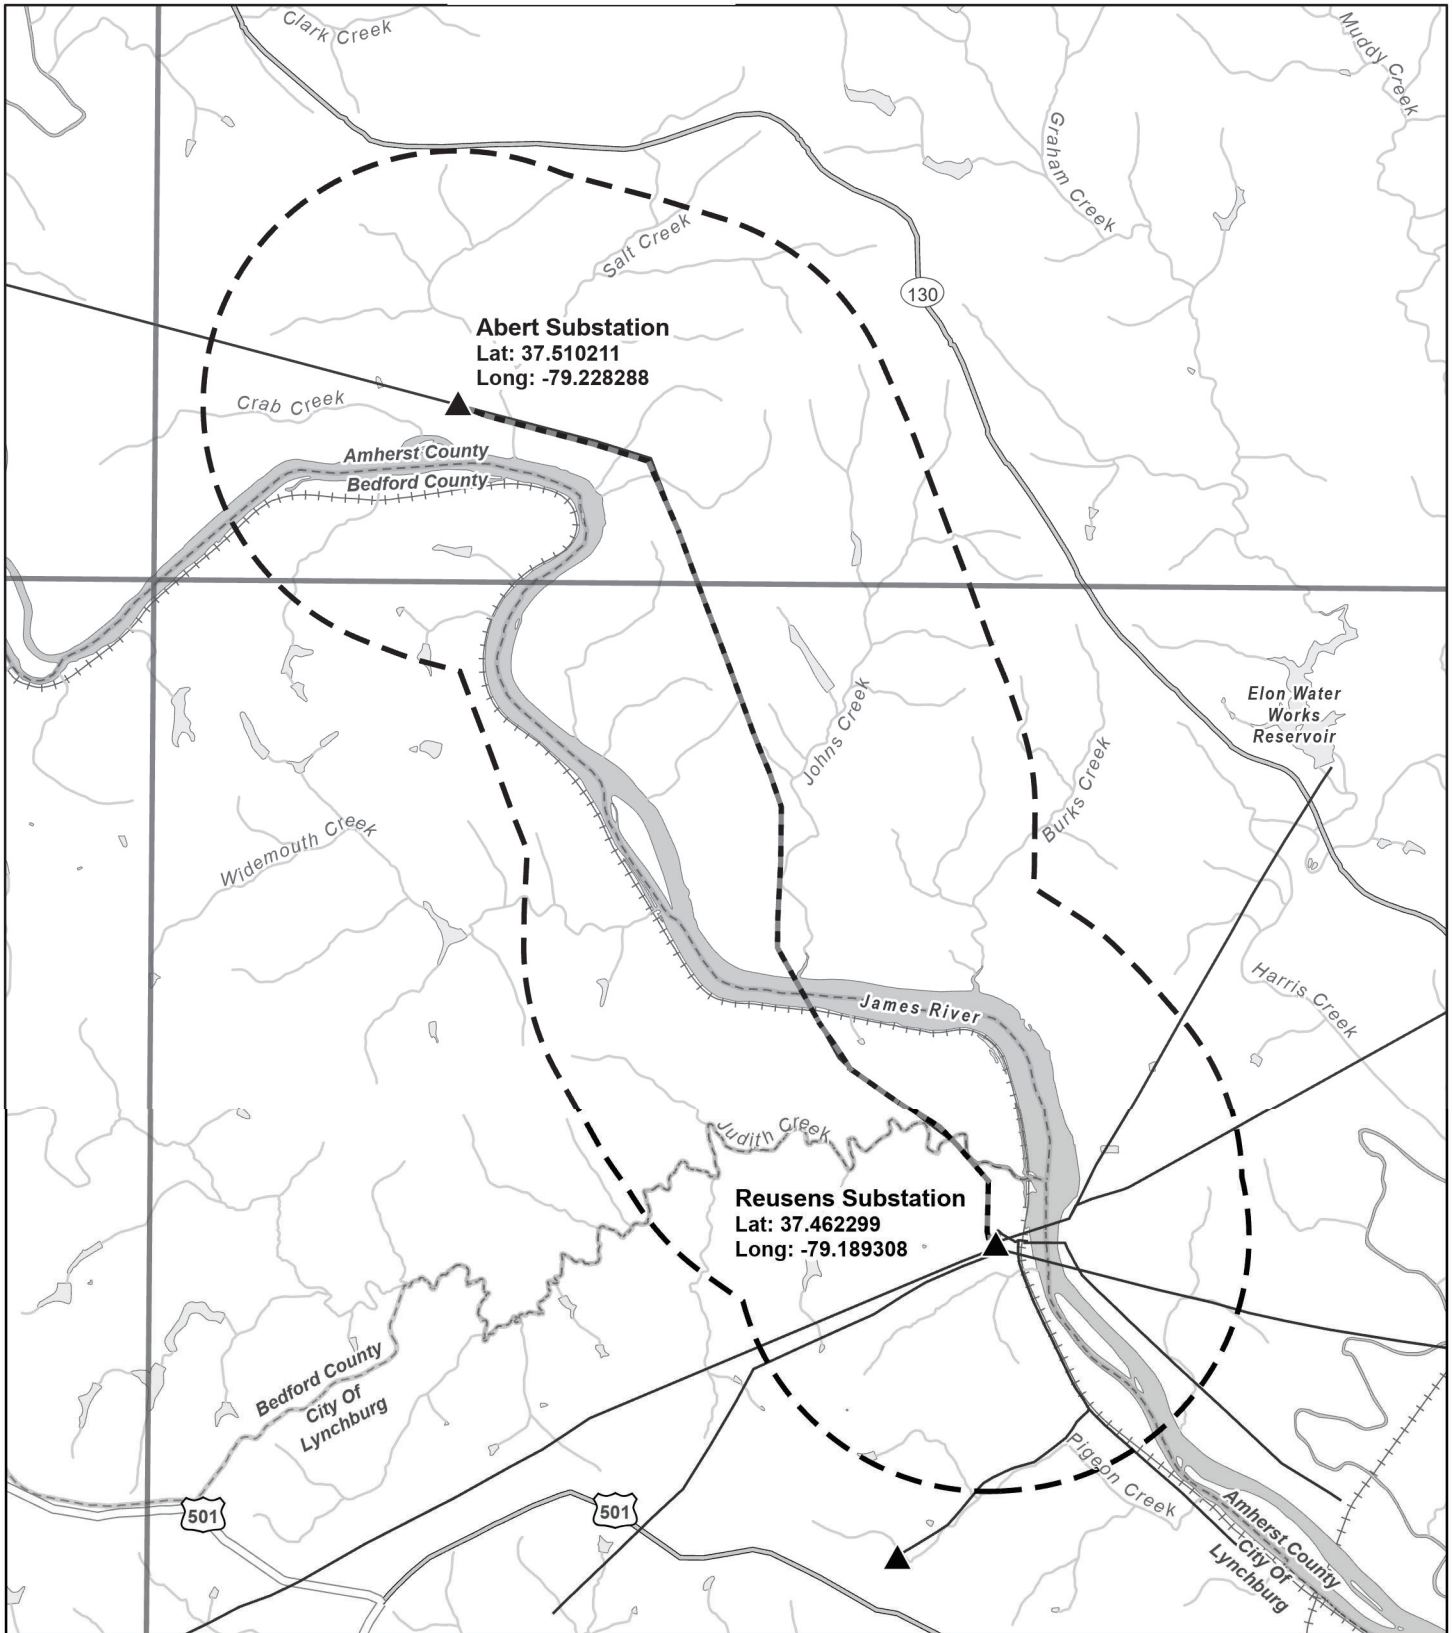 Clark Creek
Muddy Creek
Graham Creek
Salt Creek
130
Abert Substation
Lat: 37.510211
Long: -79.228288
Crab Creek
Amherst County
Bedford County
Elon Water
Works
Reservoir
Johns Creek
Burks Creek
Widemouth Creek
Harris Creek
James River
Judith Creek
Reusens Substation
Lat: 37.462299
Long: -79.189308
Bedford County
City Of
Lynchburg
Pigeon Creek
501
501
Amherst County
City Of
Lynchburg